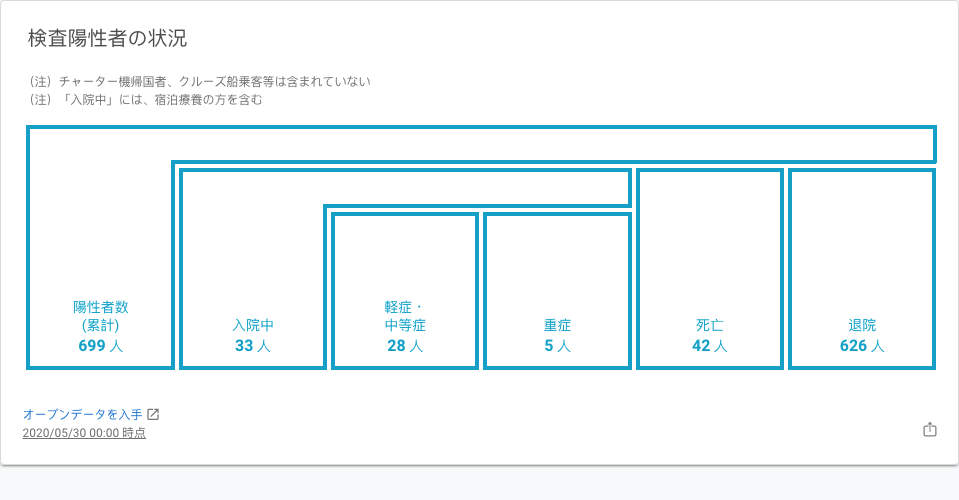 検査陽性者の状況
（注）チャーター機帰国者、クルーズ船乗客等は含まれていない
（注）「入院中」には、宿泊療養の方を含む
陽性者数
(累計)
699 人
入院中
33 人
軽症・
中等症
28 人
重症
5 人
死亡
42 人
退院
626 人
オープンデータを入手
2020/05/30 00:00 時点